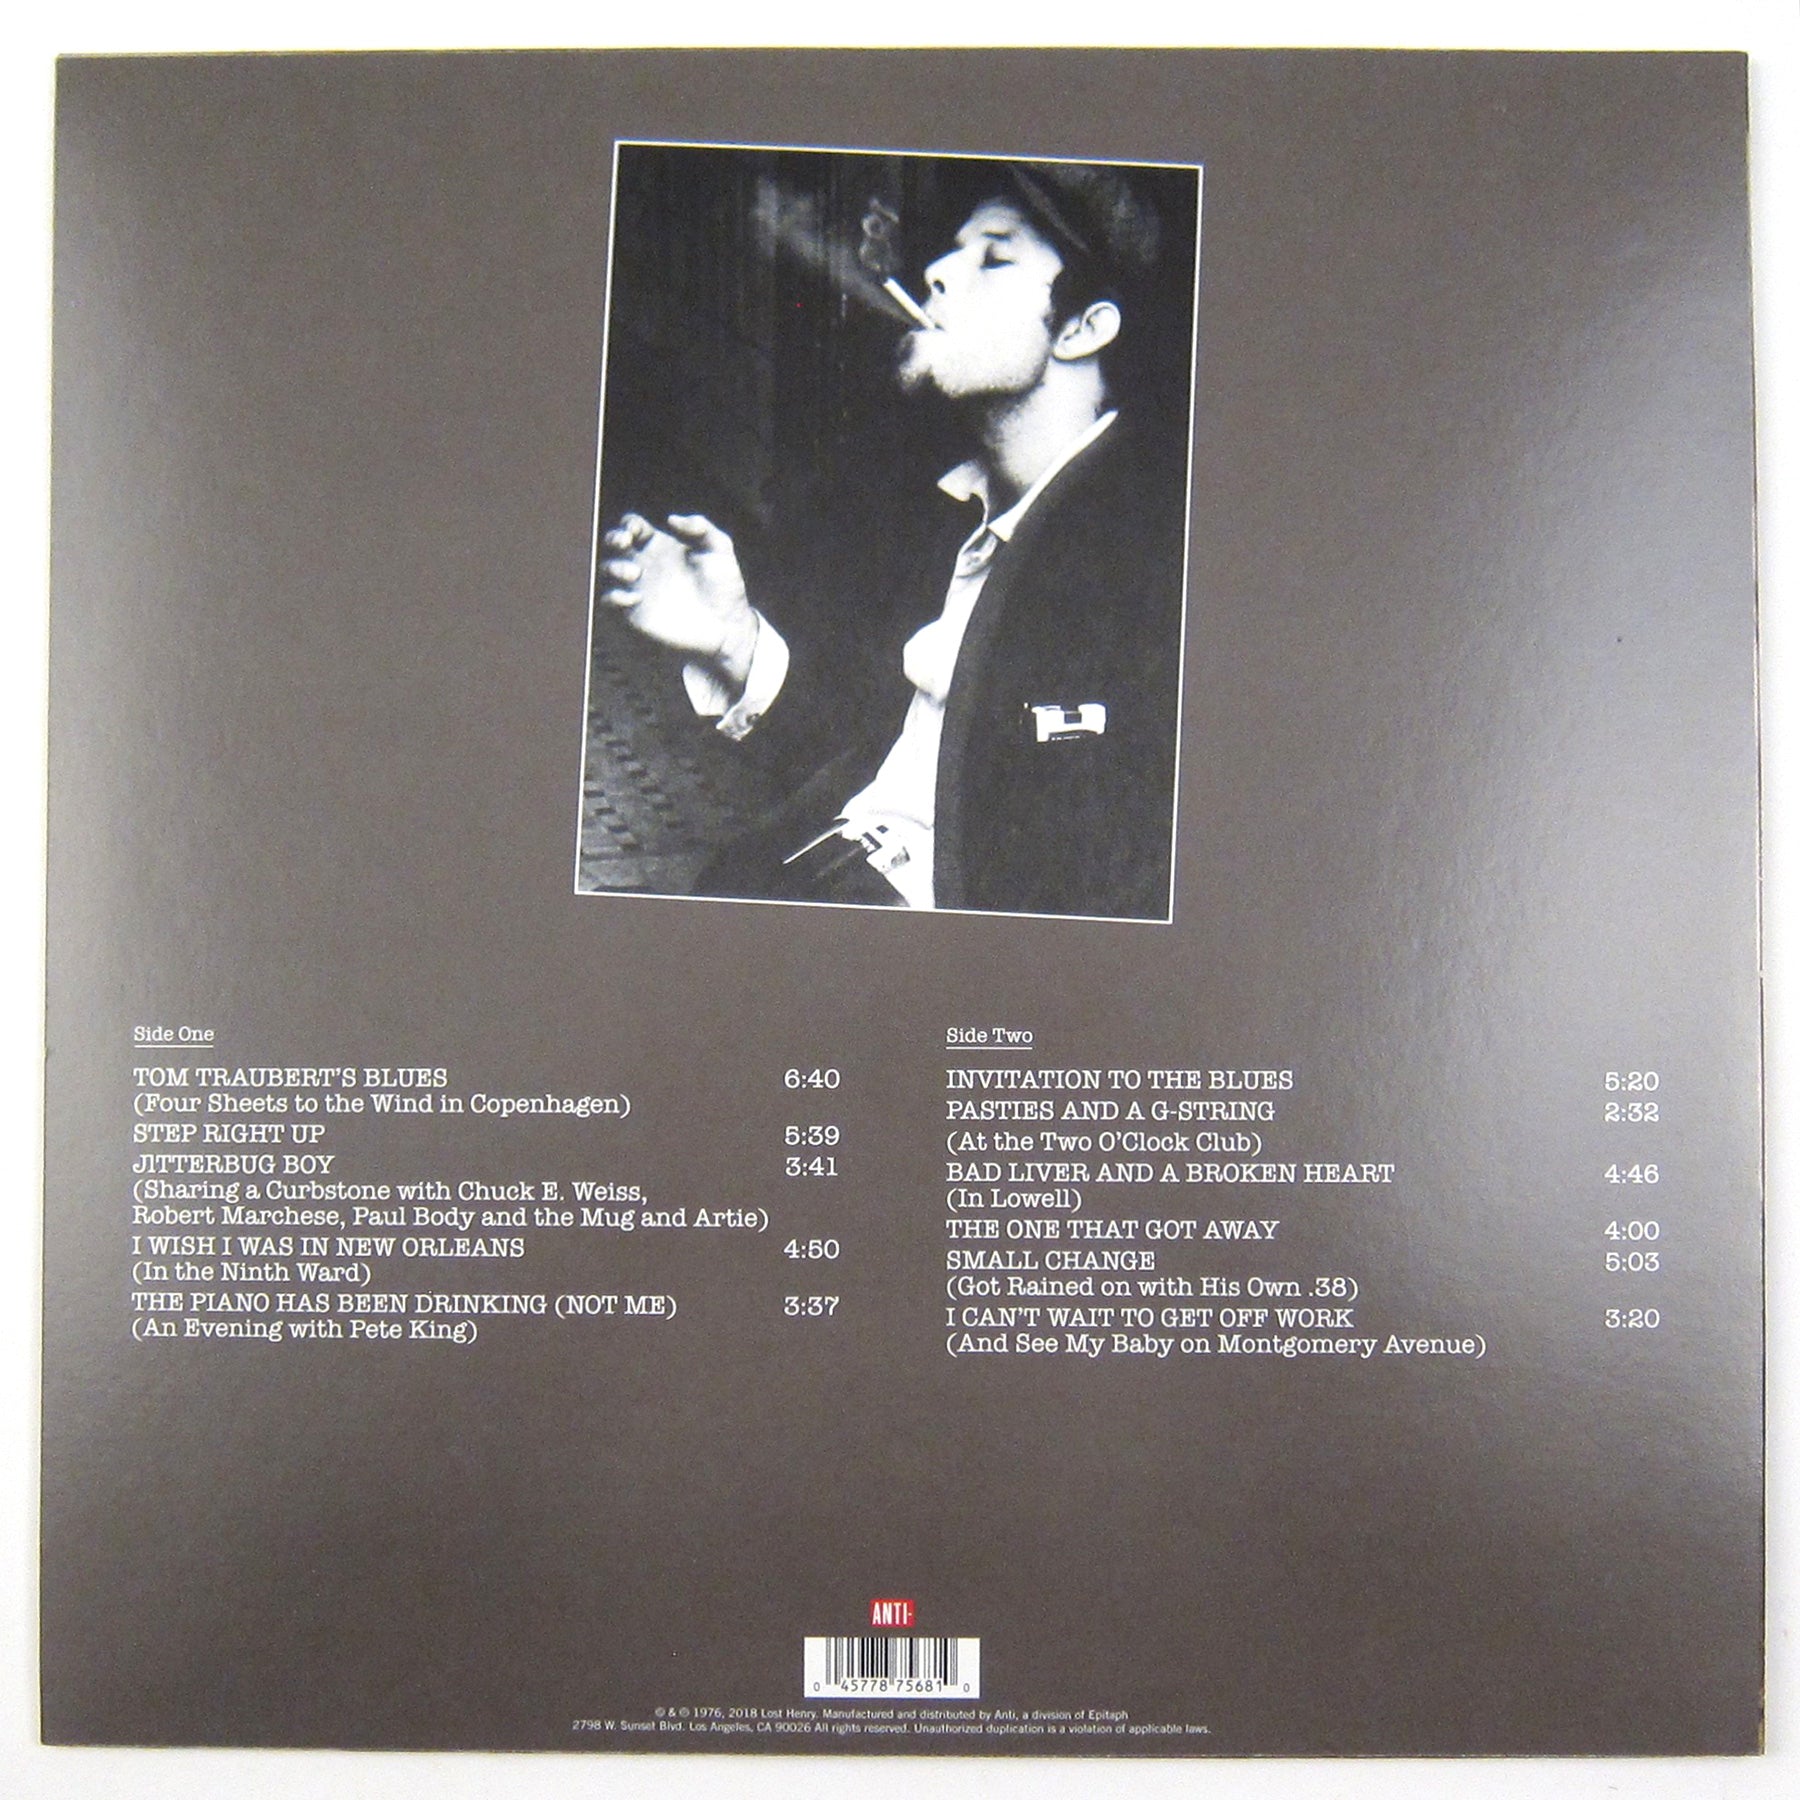 Side One
TOM TRAUBERT'S BLUES 6:40
(Four Sheets to the Wind in Copenhagen)
STEP RIGHT UP 5:39
JITTERBUG BOY 3:41
(Sharing a Curbstone with Chuck E. Weiss,
Robert Marchese, Paul Body and the Mug and Artie)
I WISH I WAS IN NEW ORLEANS 4:50
(In the Ninth Ward)
THE PIANO HAS BEEN DRINKING (NOT ME) 3:37
(An Evening with Pete King)
Side Two
INVITATION TO THE BLUES 5:20
PASTIES AND A G-STRING 2:32
(At the Two O'Clock Club)
BAD LIVER AND A BROKEN HEART 4:46
(In Lowell)
THE ONE THAT GOT AWAY 4:00
SMALL CHANGE 5:03
(Got Rained on with His Own .38)
I CAN'T WAIT TO GET OFF WORK 3:20
(And See My Baby on Montgomery Avenue)
ANTI-
0 45778 75681 0
℗ & © 1976, 2018 Lost Henry. Manufactured and distributed by Anti, a division of Epitaph
2798 W. Sunset Blvd. Los Angeles, CA 90026 All rights reserved. Unauthorized duplication is a violation of applicable laws.